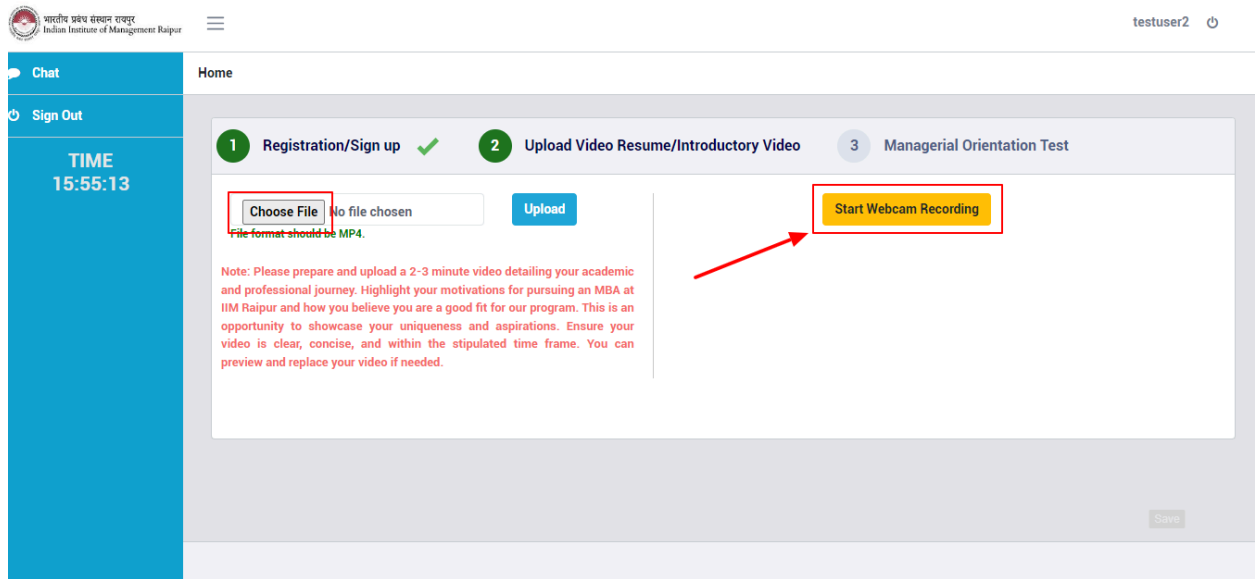 भारतीय प्रबंध संस्थान रायपुर
Indian Institute of Management Raipur
testuser2
Chat
Home
Sign Out
TIME
15:55:13
1 Registration/Sign up 2 Upload Video Resume/Introductory Video 3 Managerial Orientation Test
Choose File No file chosen Upload Start Webcam Recording
File format should be MP4.
Note: Please prepare and upload a 2-3 minute video detailing your academic
and professional journey. Highlight your motivations for pursuing an MBA at
IIM Raipur and how you believe you are a good fit for our program. This is an
opportunity to showcase your uniqueness and aspirations. Ensure your
video is clear, concise, and within the stipulated time frame. You can
preview and replace your video if needed.
Save